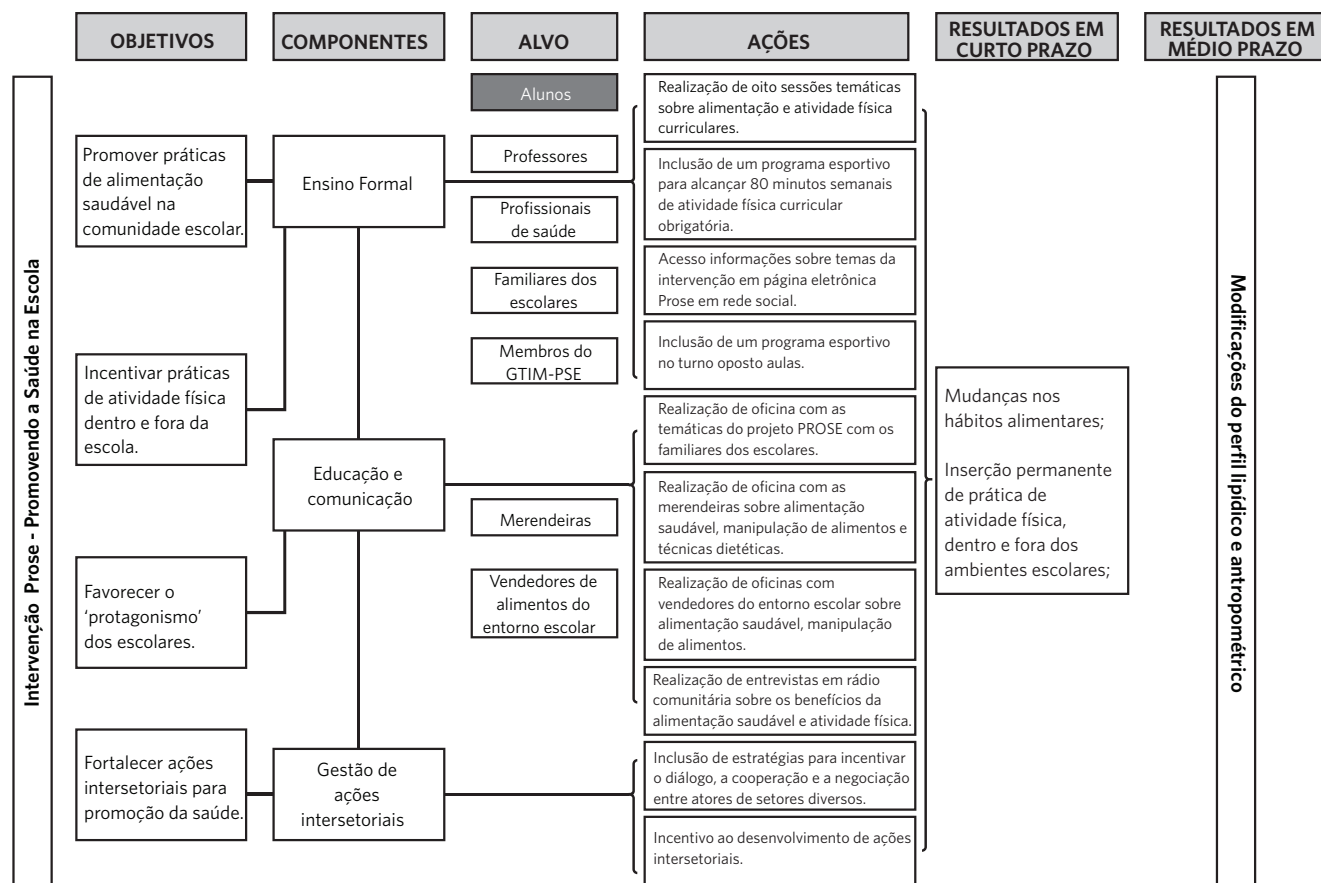 OBJETIVOS
COMPONENTES
ALVO
AÇÕES
RESULTADOS EM
CURTO PRAZO
RESULTADOS EM
MÉDIO PRAZO
Intervenção Prose - Promovendo a Saúde na Escola
Promover práticas
de alimentação
saudável na
comunidade escolar.
Incentivar práticas
de atividade física
dentro e fora da
escola.
Favorecer o
‘protagonismo’
dos escolares.
Fortalecer ações
intersetoriais para
promoção da saúde.
Ensino Formal
Educação e
comunicação
Gestão de
ações
intersetoriais
Alunos
Professores
Profissionais
de saúde
Familiares dos
escolares
Membros do
GTIM-PSE
Merendeiras
Vendedores de
alimentos do
entorno escolar
Realização de oito sessões temáticas
sobre alimentação e atividade física
curriculares.
Inclusão de um programa esportivo
para alcançar 80 minutos semanais
de atividade física curricular
obrigatória.
Acesso informações sobre temas da
intervenção em página eletrônica
Prose em rede social.
Inclusão de um programa esportivo
no turno oposto aulas.
Realização de oficina com as
temáticas do projeto PROSE com os
familiares dos escolares.
Realização de oficina com as
merendeiras sobre alimentação
saudável, manipulação de alimentos e
técnicas dietéticas.
Realização de oficinas com
vendedores do entorno escolar sobre
alimentação saudável, manipulação
de alimentos.
Realização de entrevistas em rádio
comunitária sobre os benefícios da
alimentação saudável e atividade física.
Inclusão de estratégias para incentivar
o diálogo, a cooperação e a negociação
entre atores de setores diversos.
Incentivo ao desenvolvimento de ações
intersetoriais.
Mudanças nos
hábitos alimentares;
Inserção permanente
de prática de
atividade física,
dentro e fora dos
ambientes escolares;
Modificações do perfil lipídico e antropométrico